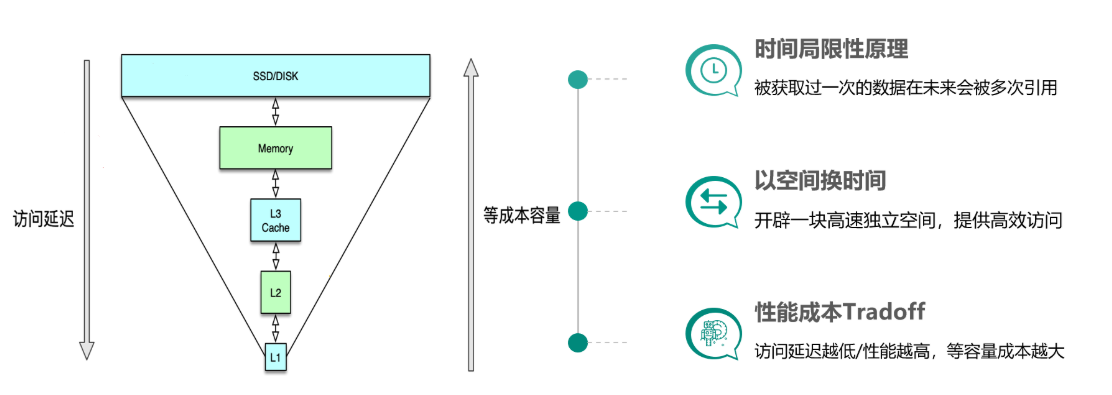 SSD/DISK
Memory
L3
Cache
L2
L1
访问延迟
等成本容量
时间局限性原理
被获取过一次的数据在未来会被多次引用
以空间换时间
开辟一块高速独立空间，提供高效访问
性能成本Tradoff
访问延迟越低/性能越高，等容量成本越大